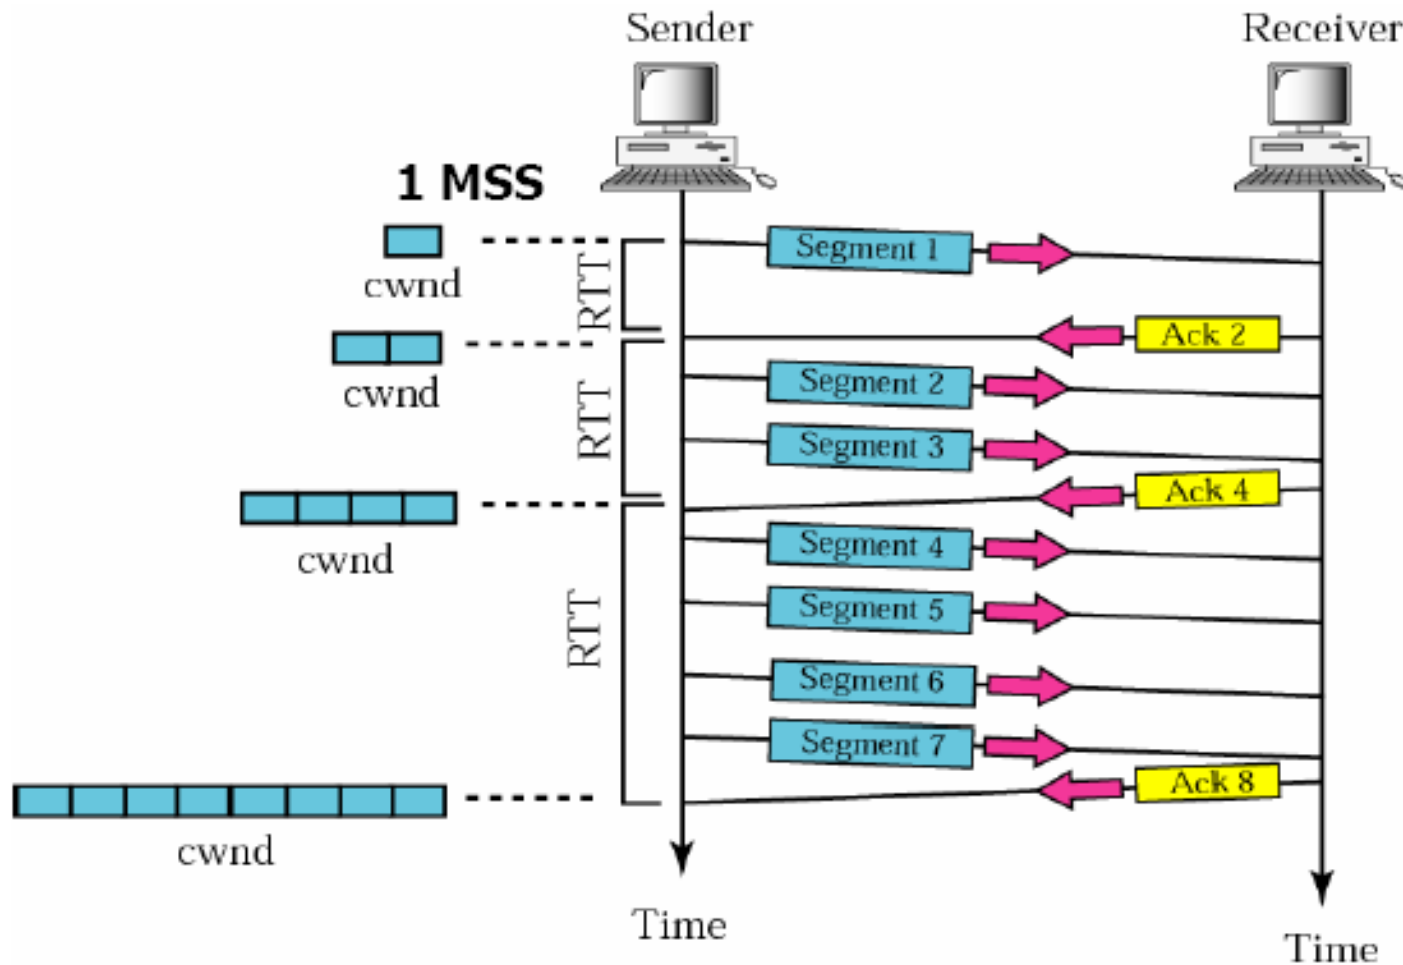 Sender
Receiver
1 MSS
cwnd
RTT
Segment 1
Ack 2
cwnd
RTT
Segment 2
Segment 3
Ack 4
cwnd
RTT
Segment 4
Segment 5
Segment 6
Segment 7
Ack 8
cwnd
Time
Time